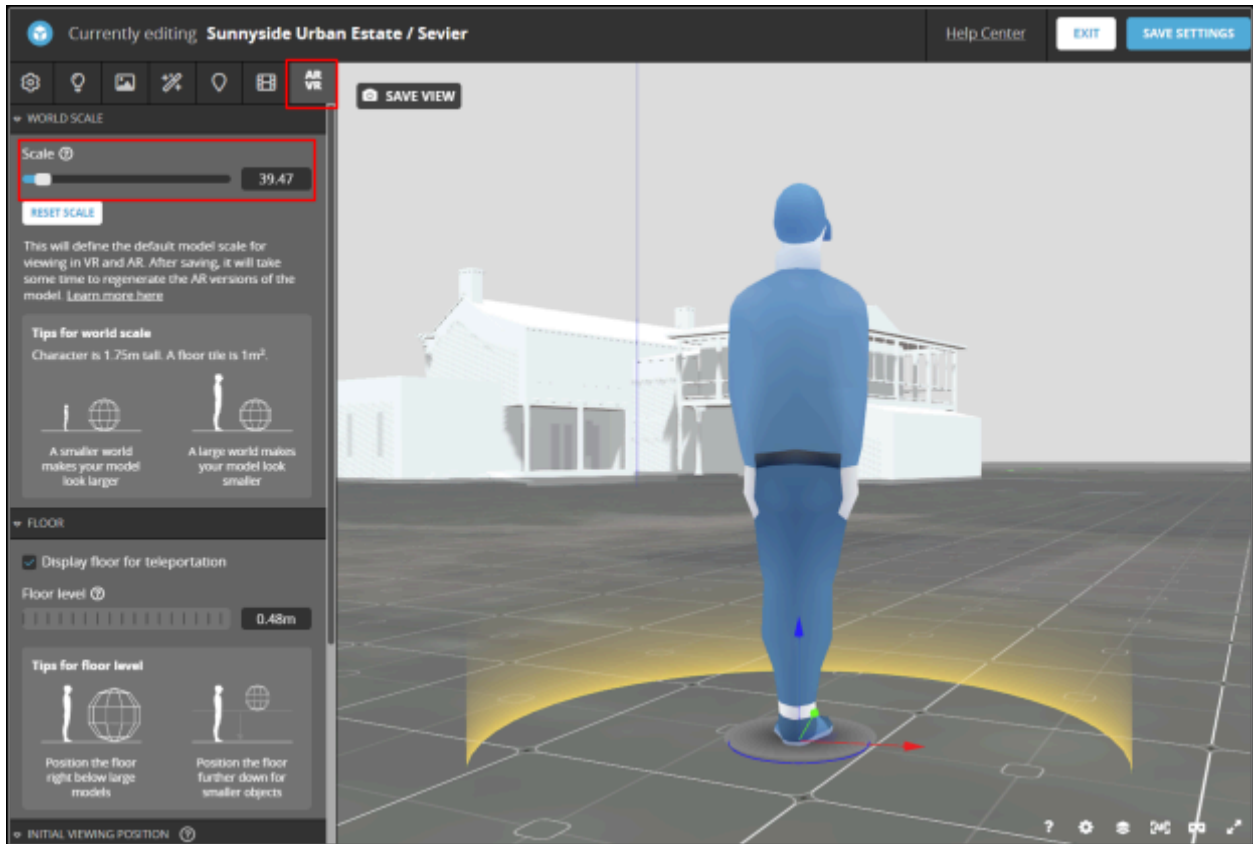 Currently editing Sunnyside Urban Estate / Sevier
Help Center
EXIT
SAVE SETTINGS
AR
VR
SAVE VIEW
WORLD SCALE
Scale ?
39.47
RESET SCALE
This will define the default model scale for
viewing in VR and AR. After saving, it will take
some time to regenerate the AR versions of the
model. Learn more here
Tips for world scale
Character is 1.75m tall. A floor tile is 1m².
A smaller world
makes your model
look larger
A large world makes
your model look
smaller
FLOOR
Display floor for teleportation
Floor level ?
0.48m
Tips for floor level
Position the floor
right below large
models
Position the floor
further down for
smaller objects
INITIAL VIEWING POSITION ?
?